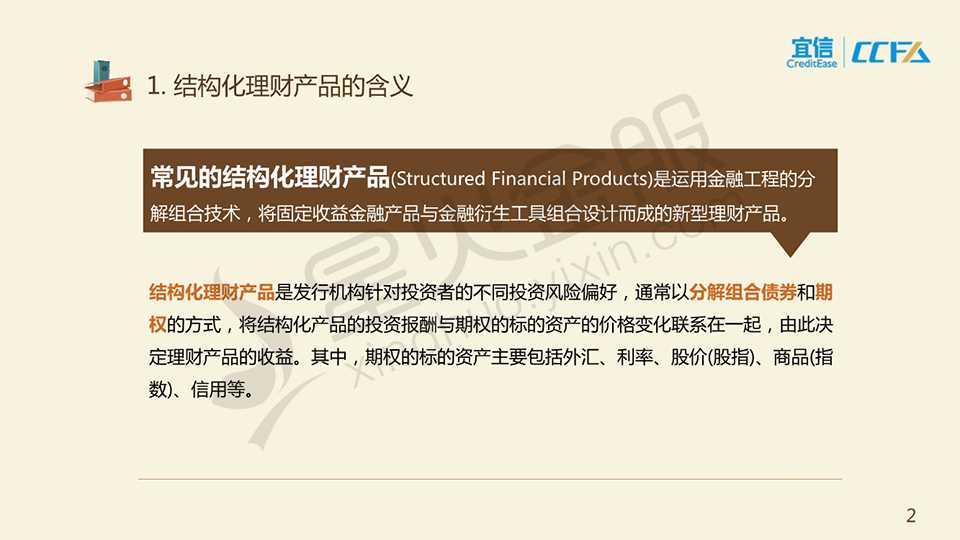 宜信
CreditEase
CCFA
1. 结构化理财产品的含义
常见的结构化理财产品(Structured Financial Products)是运用金融工程的分
解组合技术，将固定收益金融产品与金融衍生工具组合设计而成的新型理财产品。
结构化理财产品是发行机构针对投资者的不同投资风险偏好，通常以分解组合债券和期
权的方式，将结构化产品的投资报酬与期权的标的资产的价格变化联系在一起，由此决
定理财产品的收益。其中，期权的标的资产主要包括外汇、利率、股价(股指)、商品(指
数)、信用等。
星火金服
xinghuo.yixin.com
2